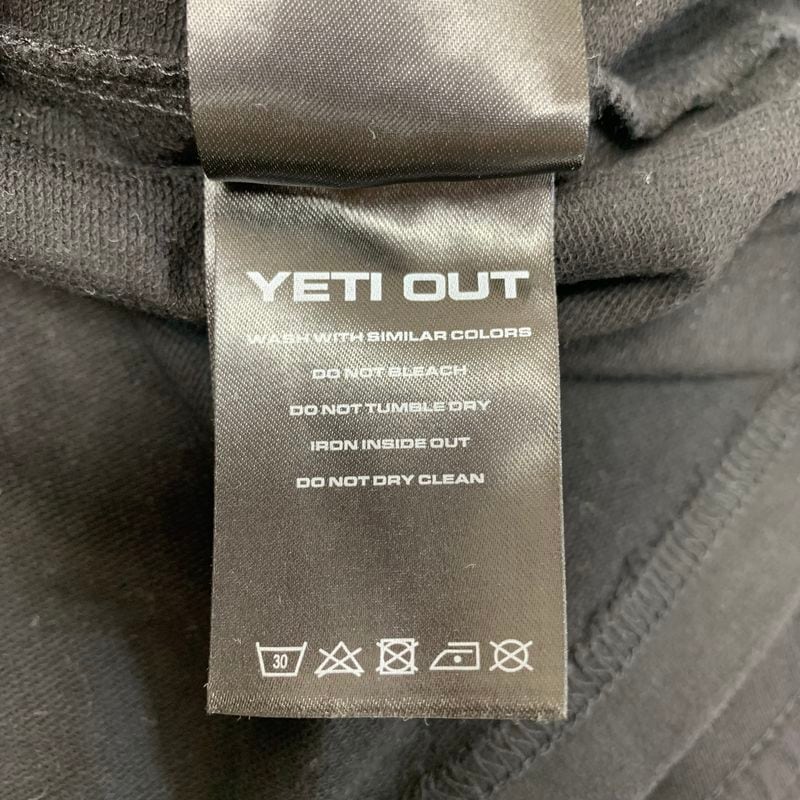 YETI OUT
WASH WITH SIMILAR COLORS
DO NOT BLEACH
DO NOT TUMBLE DRY
IRON INSIDE OUT
DO NOT DRY CLEAN
30